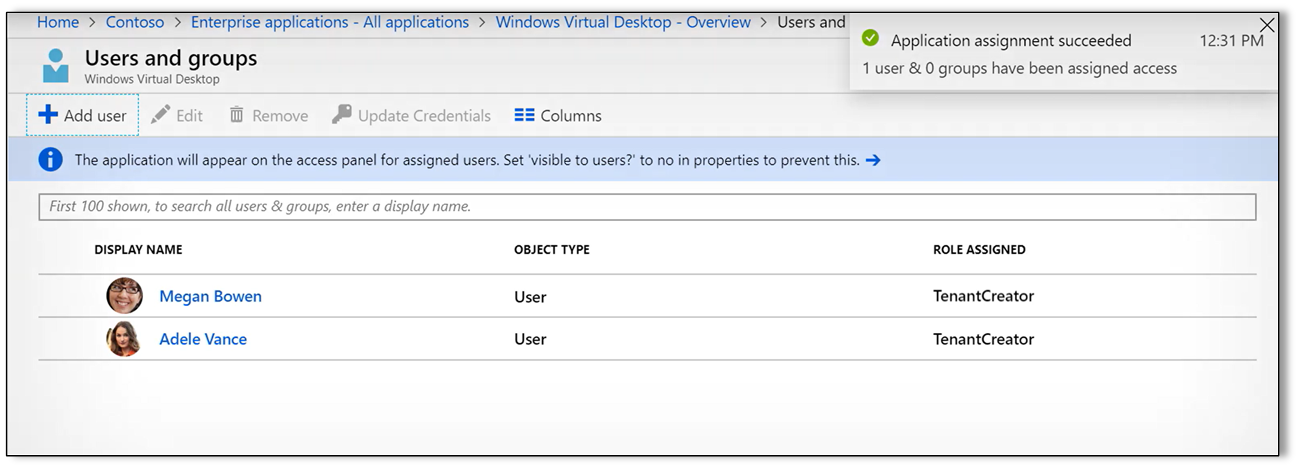 Home > Contoso > Enterprise applications - All applications > Windows Virtual Desktop - Overview > Users and
Application assignment succeeded 12:31 PM
1 user & 0 groups have been assigned access
Users and groups
Windows Virtual Desktop
Add user Edit Remove Update Credentials Columns
The application will appear on the access panel for assigned users. Set 'visible to users?' to no in properties to prevent this. →
First 100 shown, to search all users & groups, enter a display name.
DISPLAY NAME OBJECT TYPE ROLE ASSIGNED
Megan Bowen User TenantCreator
Adele Vance User TenantCreator